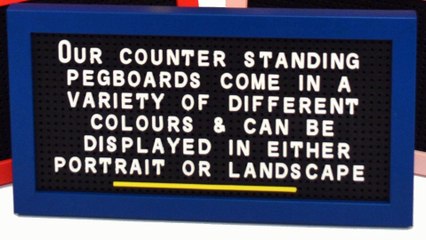 OUR COUNTER STANDING
PEGBOARDS COME IN A
VARIETY OF DIFFERENT
COLOURS & CAN BE
DISPLAYED IN EITHER
PORTRAIT OR LANDSCAPE